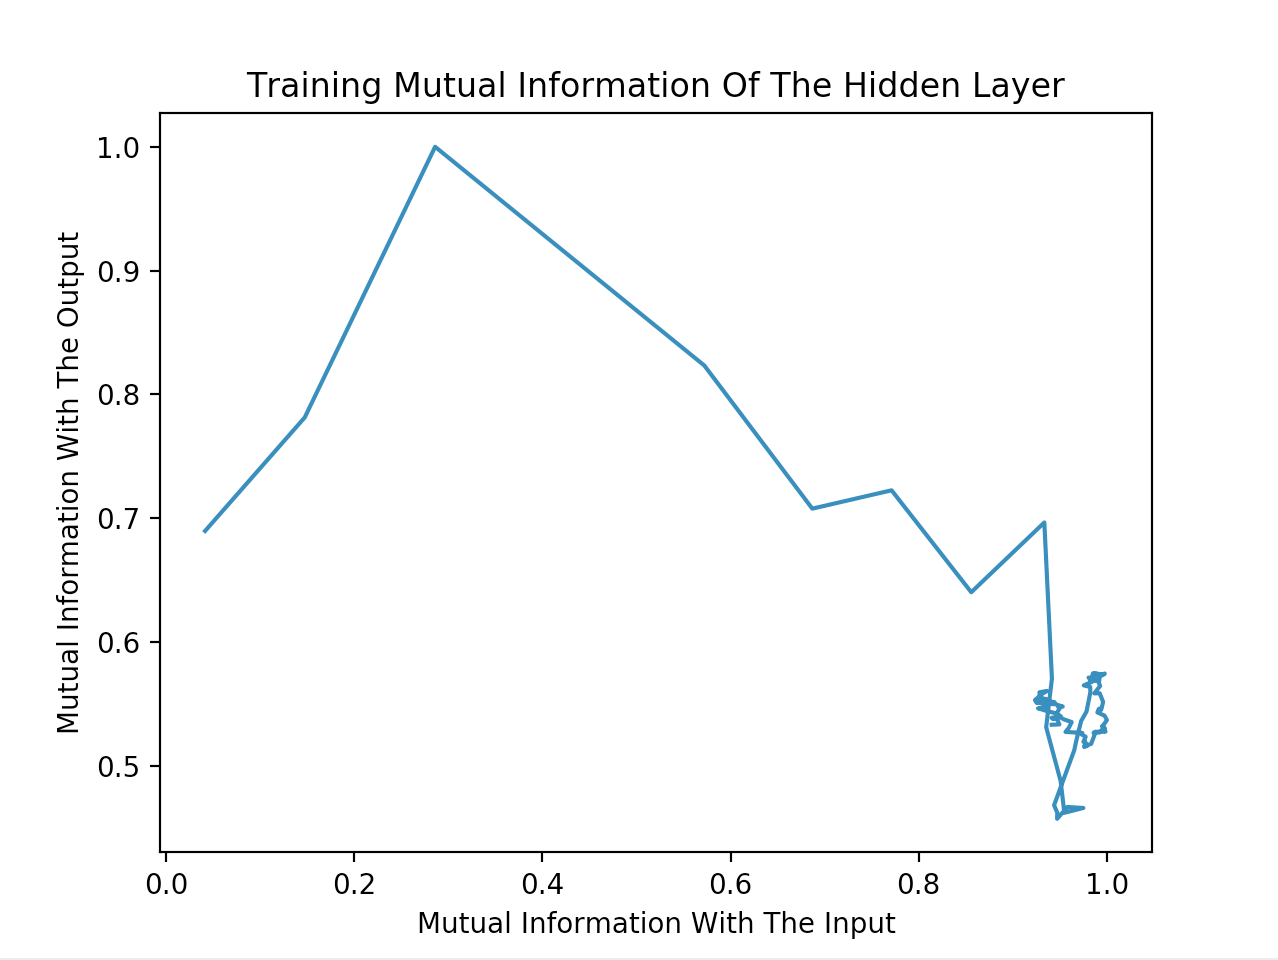 Training Mutual Information Of The Hidden Layer
Mutual Information With The Output
1.0
0.9
0.8
0.7
0.6
0.5
0.0 0.2 0.4 0.6 0.8 1.0
Mutual Information With The Input